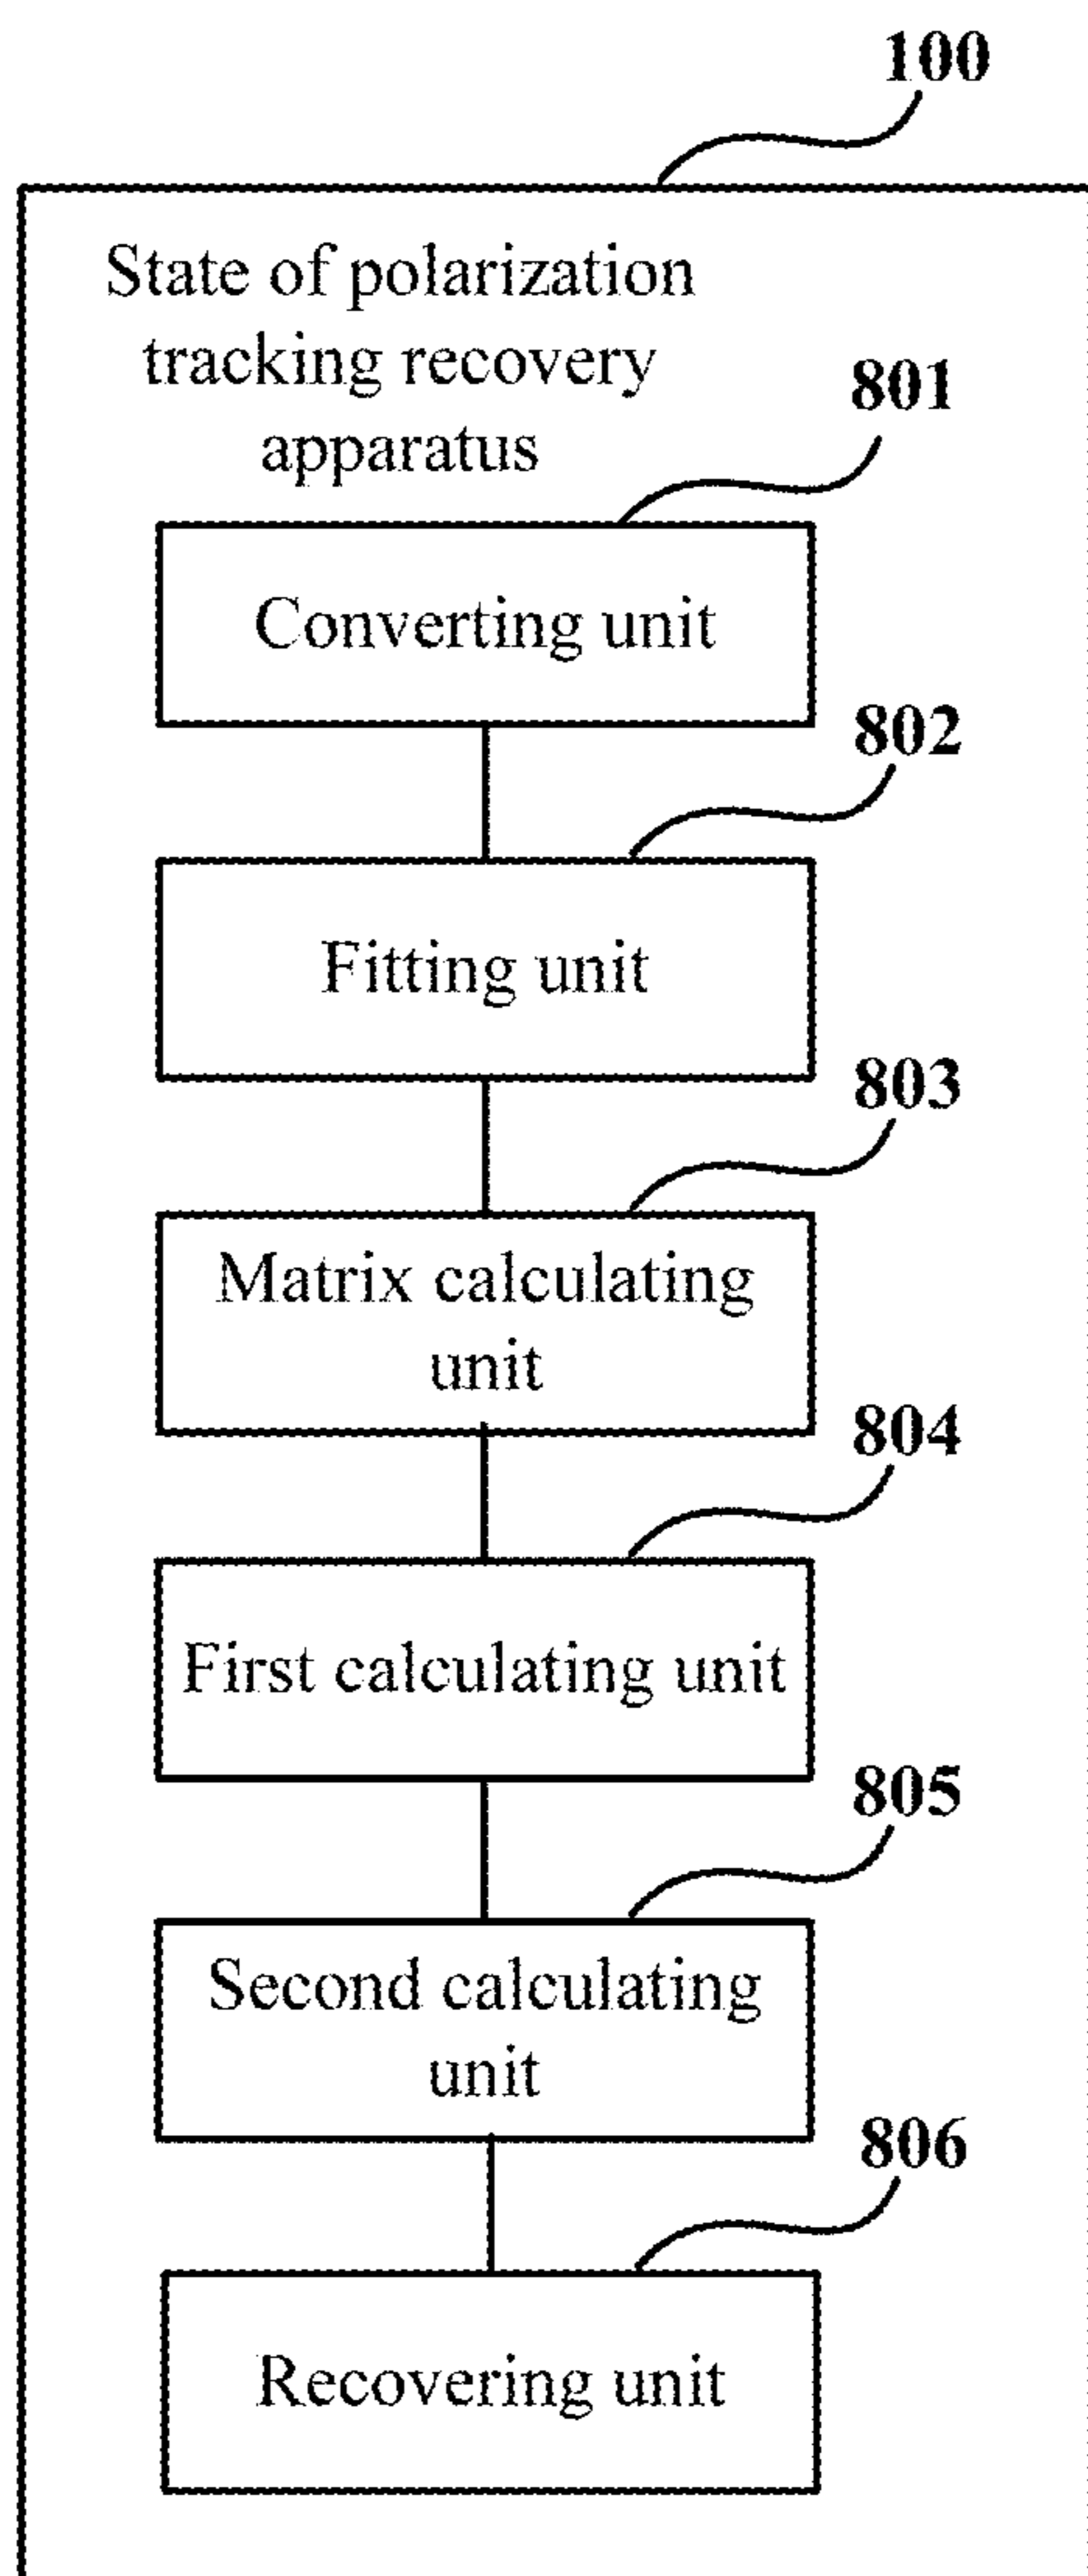 100
State of polarization
tracking recovery
apparatus
801
Converting unit
802
Fitting unit
803
Matrix calculating
unit
804
First calculating unit
805
Second calculating
unit
806
Recovering unit